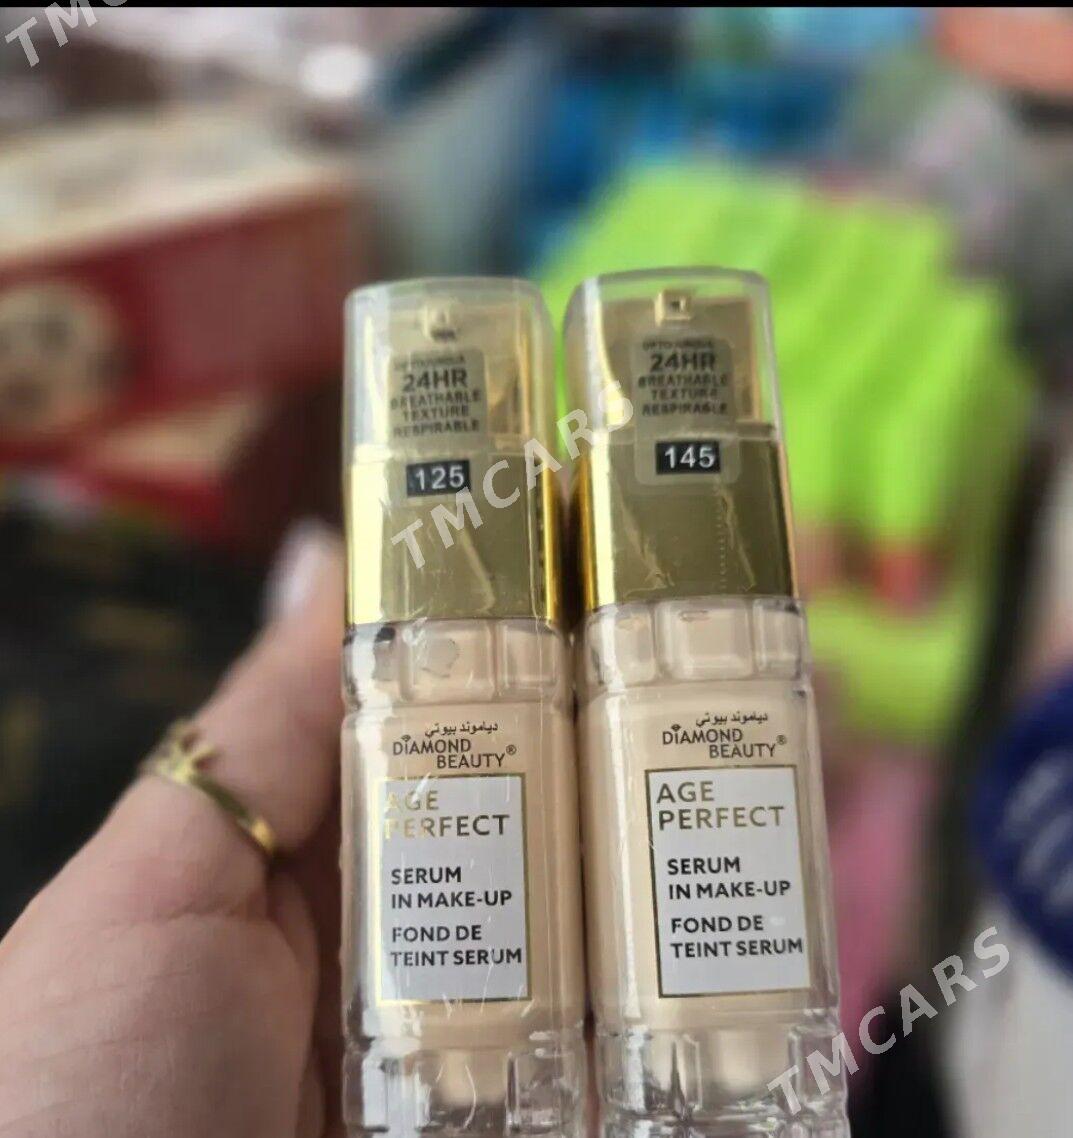 TMCARS
24HR
BREATHABLE
TEXTURE
RESPIRABLE
125
دياموند بيوتي
DIAMOND
BEAUTY®
AGE
PERFECT
SERUM
IN MAKE-UP
FOND DE
TEINT SERUM
24HR
BREATHABLE
TEXTURE
RESPIRABLE
145
دياموند بيوتي
DIAMOND
BEAUTY®
AGE
PERFECT
SERUM
IN MAKE-UP
FOND DE
TEINT SERUM
TMCARS